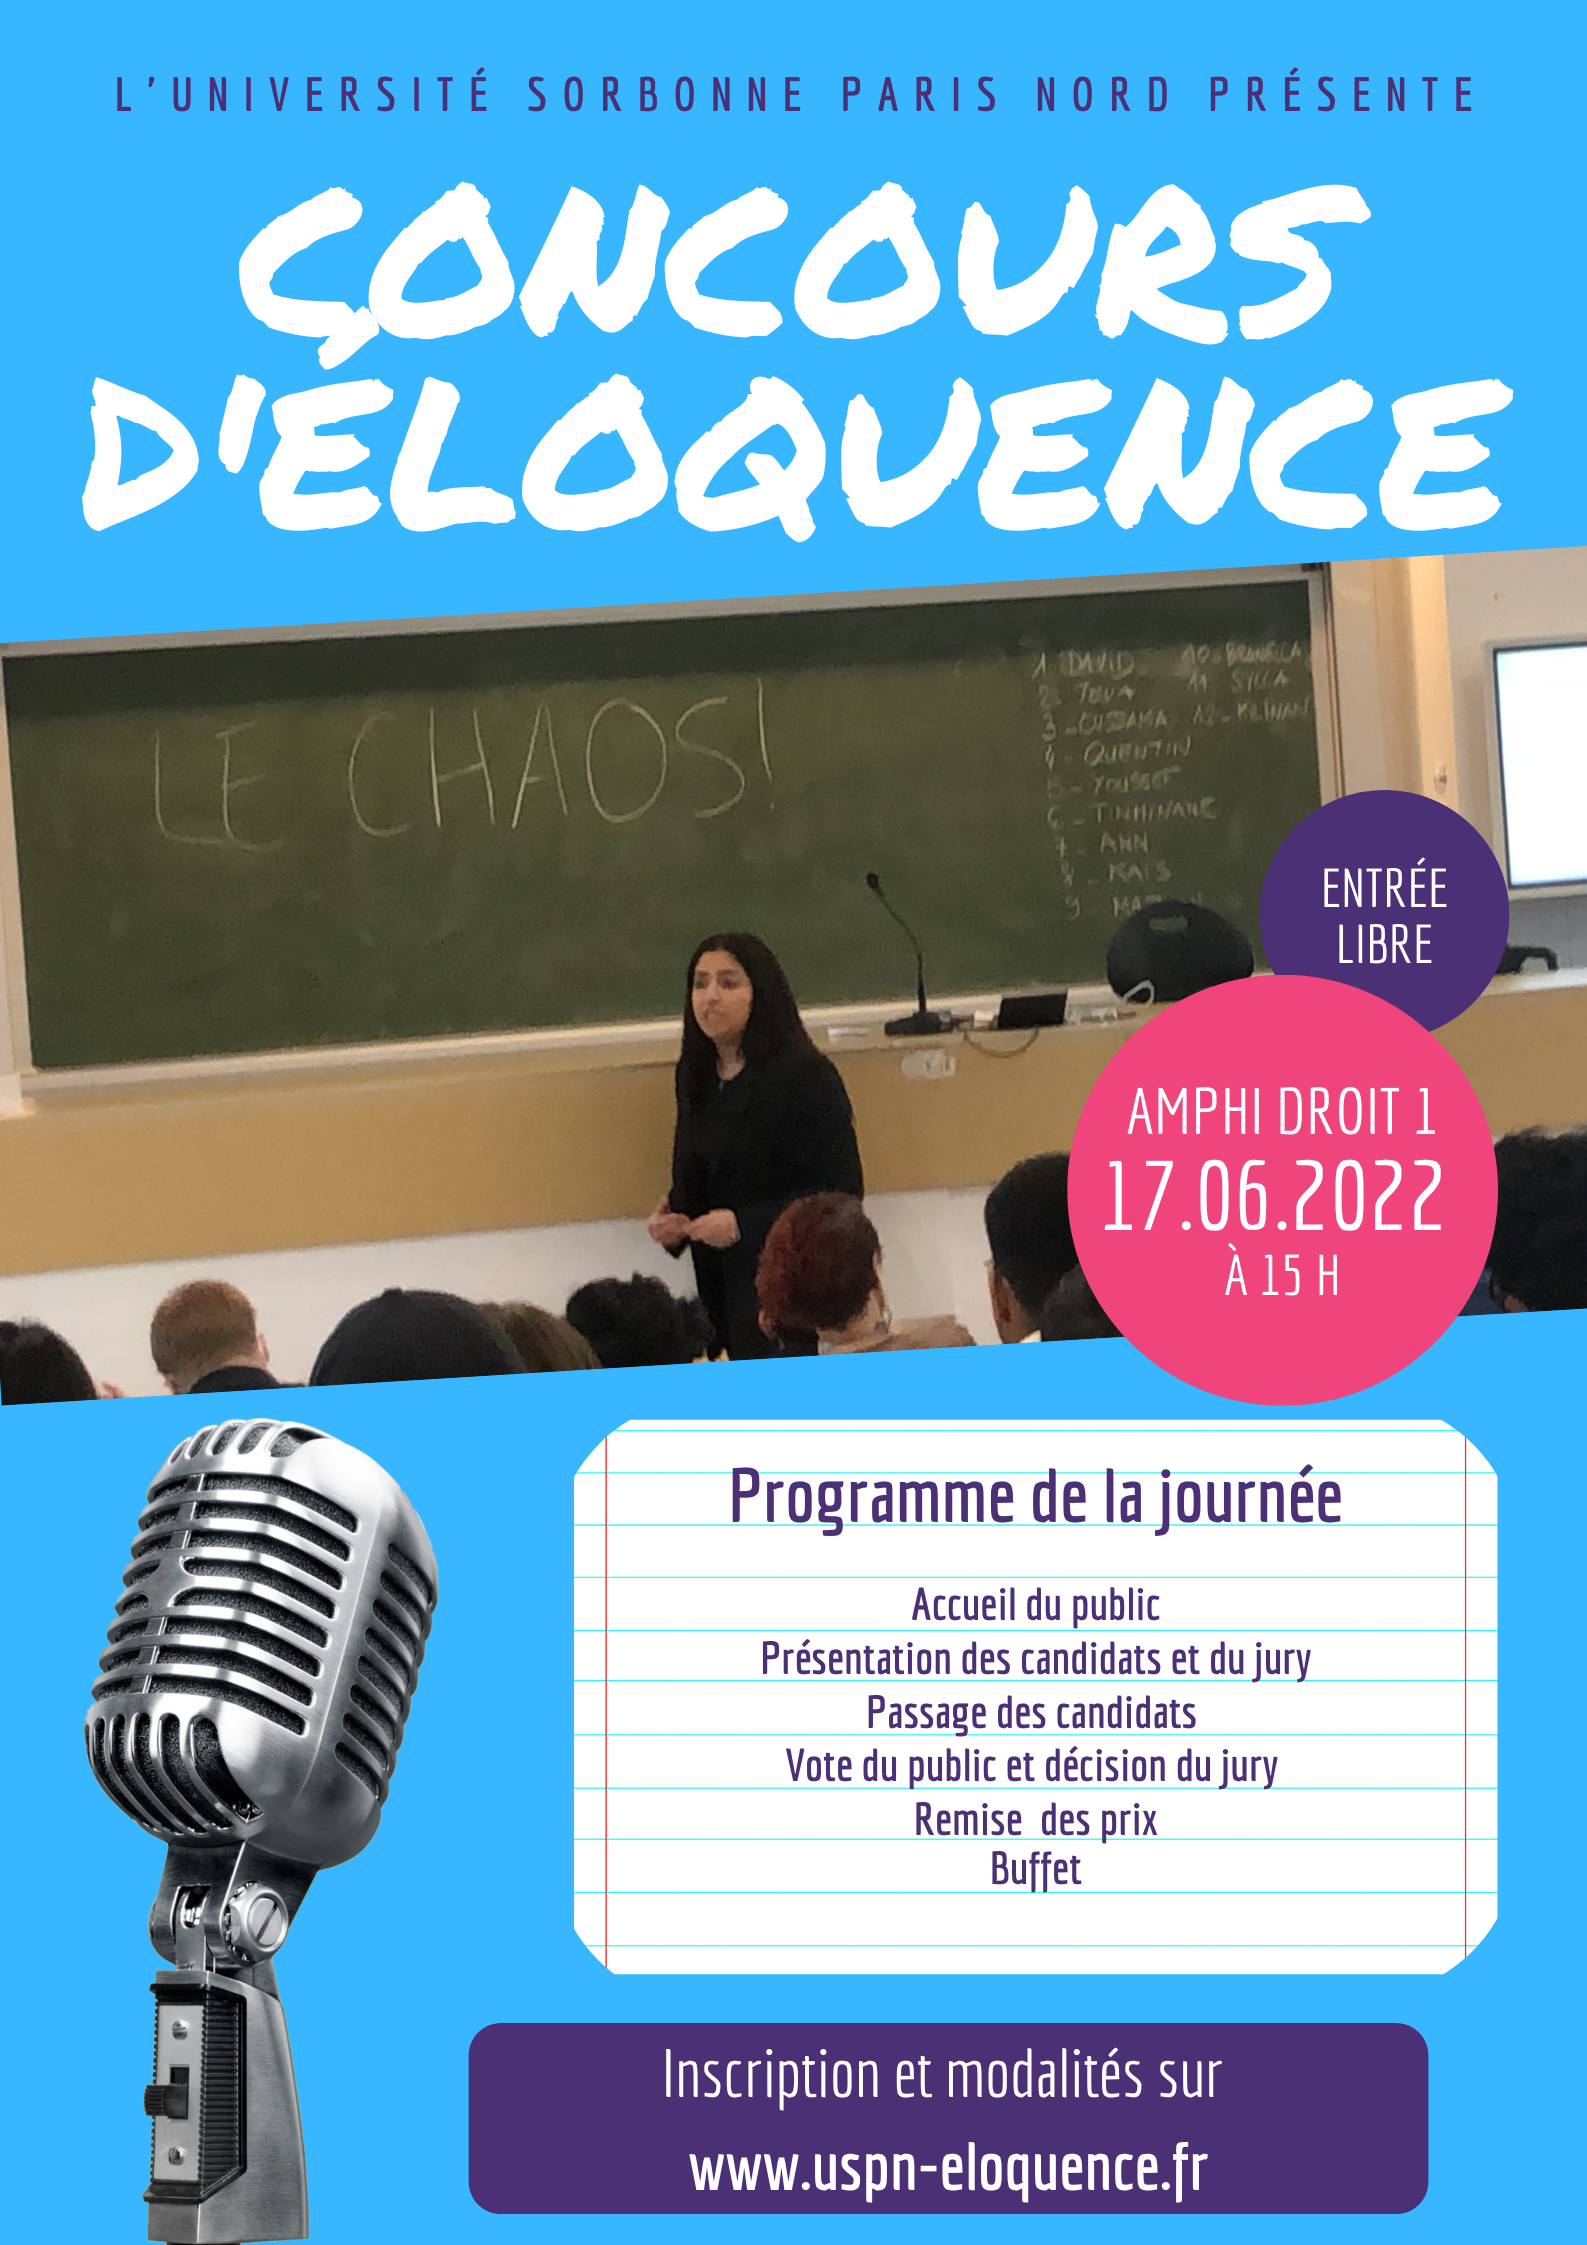 L'UNIVERSITÉ SORBONNE PARIS NORD PRÉSENTE
ÇONCOURS
D'ÉLOQUENCE
LE CHAOS!
1 DAVID
2 TEVA
3 - OUSSAMA
4 - QUENTIN
5 - YOUSSEF
6 - TINHINANE
7 - ANN
8 - KAIS
9
10 - BRUNELLA
11 SYLLA
12 -
ENTRÉE
LIBRE
AMPHI DROIT 1
17.06.2022
À 15 H
Programme de la journée
Accueil du public
Présentation des candidats et du jury
Passage des candidats
Vote du public et décision du jury
Remise des prix
Buffet
Inscription et modalités sur
www.uspn-eloquence.fr